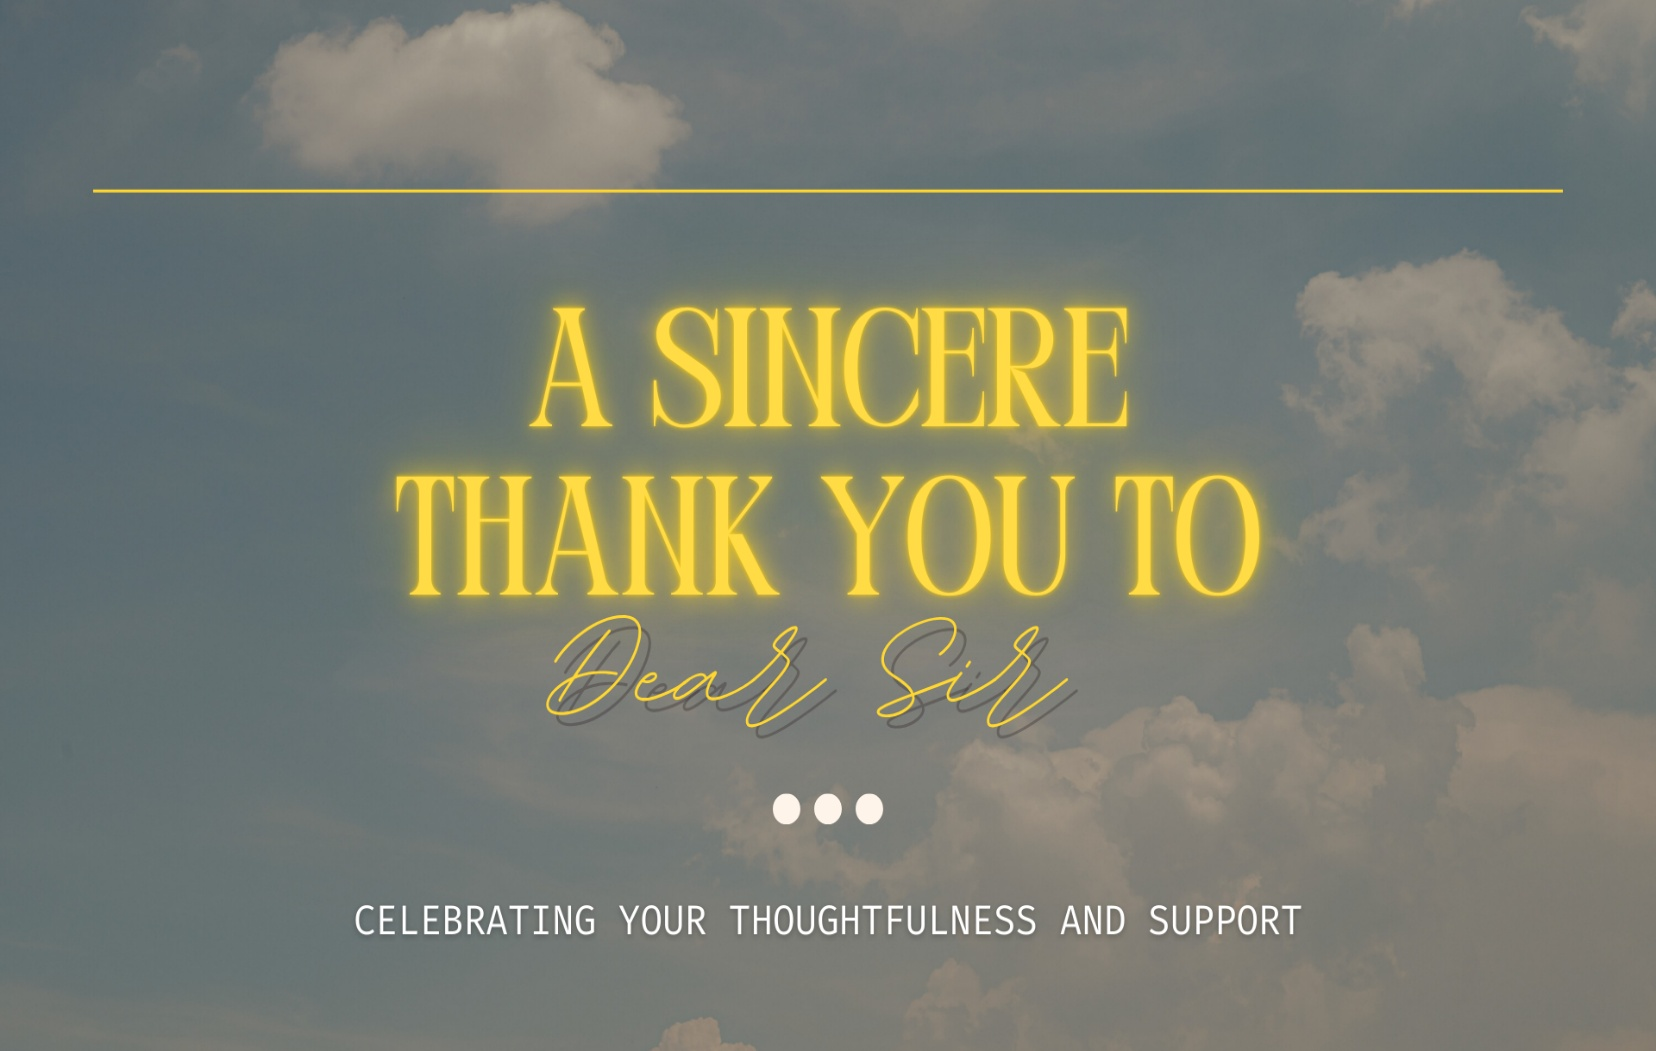 A SINCERE
THANK YOU TO
Dear Sir
CELEBRATING YOUR THOUGHTFULNESS AND SUPPORT